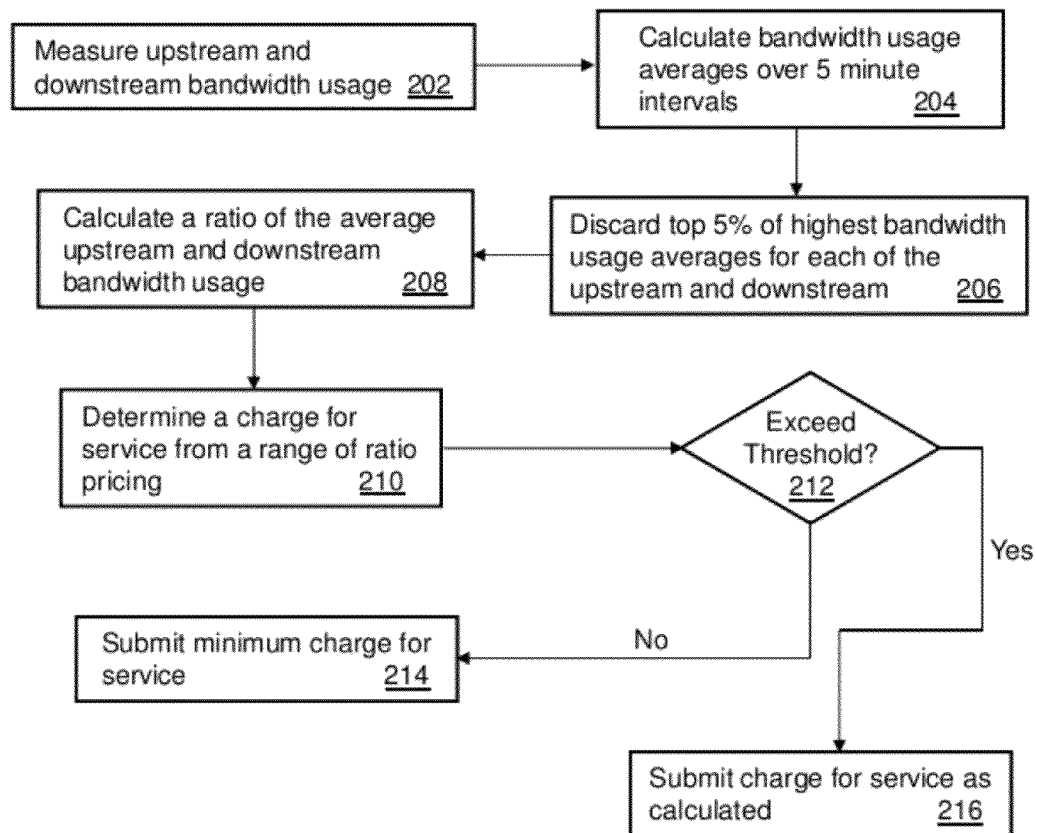 Measure upstream and
downstream bandwidth usage 202
Calculate bandwidth usage
averages over 5 minute
intervals 204
Discard top 5% of highest bandwidth
usage averages for each of the
upstream and downstream 206
Calculate a ratio of the average
upstream and downstream
bandwidth usage 208
Determine a charge for
service from a range of ratio
pricing 210
Exceed
Threshold?
212
Yes
No
Submit minimum charge for
service 214
Submit charge for service as
calculated 216